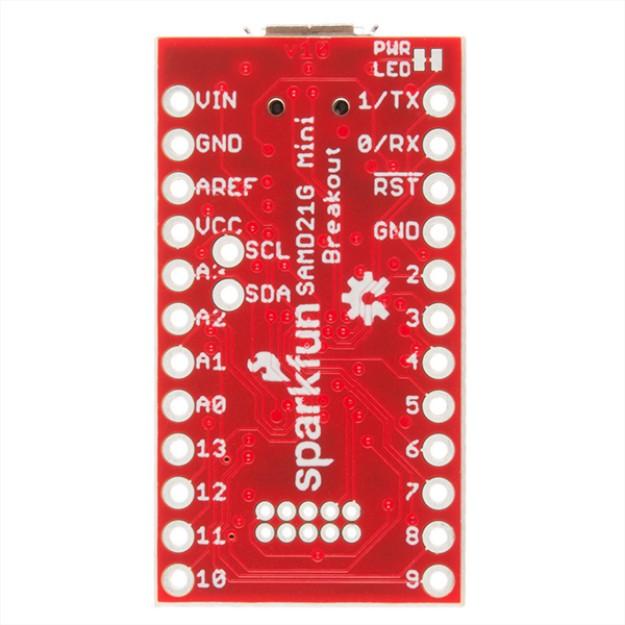 v10
PWR
LED
VIN
GND
AREF
VCC
A3
A2
A1
A0
13
12
11
10
SCL
SDA
SAMD21G Mini
Breakout
sparkfun
1/TX
0/RX
RST
GND
2
3
4
5
6
7
8
9